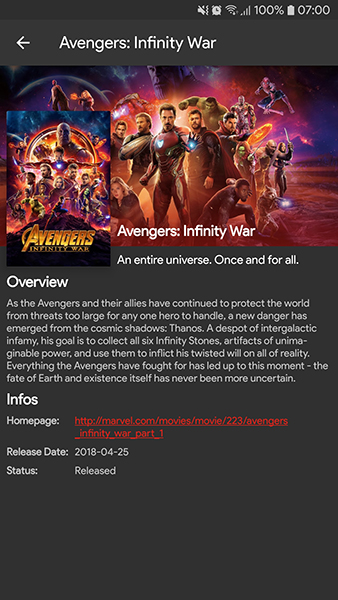 100% 07:00
Avengers: Infinity War
AVENGERS
INFINITY WAR
Avengers: Infinity War
An entire universe. Once and for all.
Overview
As the Avengers and their allies have continued to protect the world
from threats too large for any one hero to handle, a new danger has
emerged from the cosmic shadows: Thanos. A despot of intergalactic
infamy, his goal is to collect all six Infinity Stones, artifacts of unima-
ginable power, and use them to inflict his twisted will on all of reality.
Everything the Avengers have fought for has led up to this moment - the
fate of Earth and existence itself has never been more uncertain.
Infos
Homepage: http://marvel.com/movies/movie/223/avengers
_infinity_war_part_1
Release Date: 2018-04-25
Status: Released